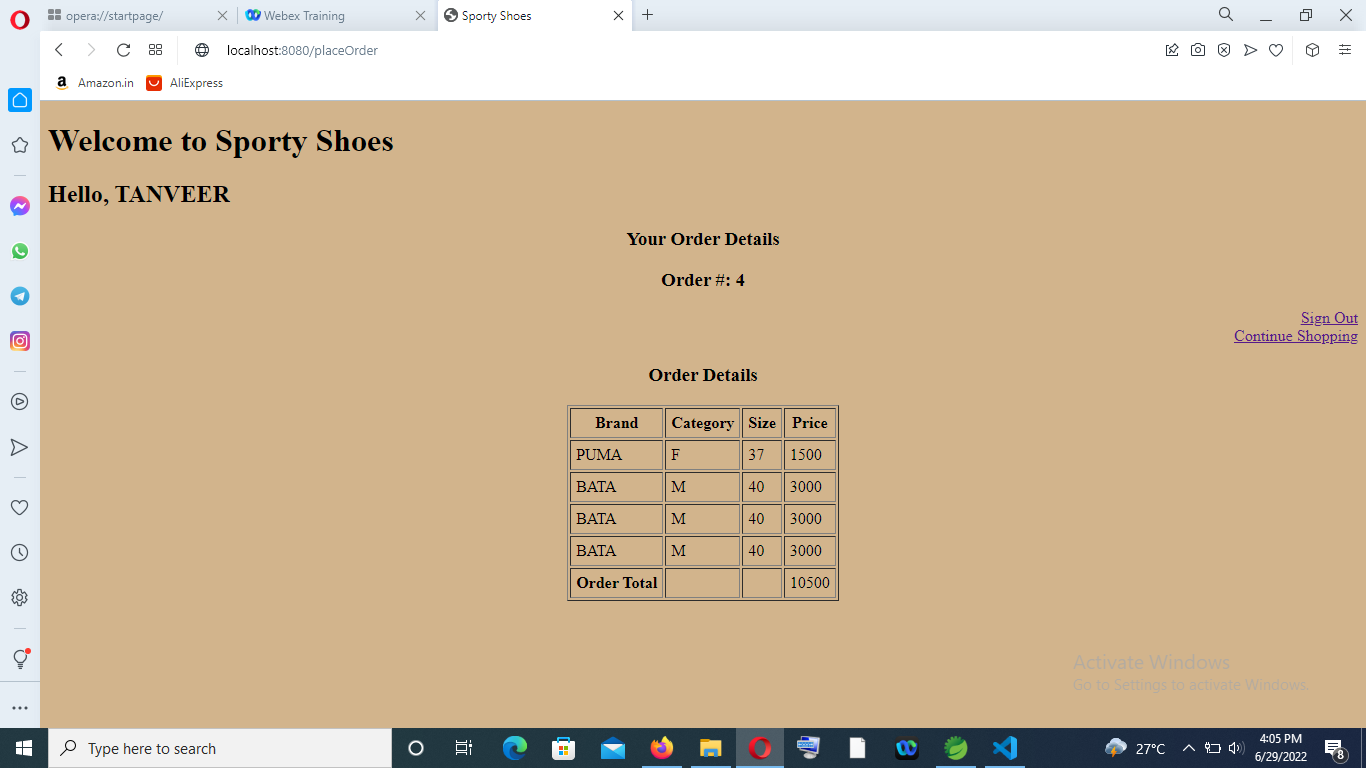 opera://startpage/
Webex Training
Sporty Shoes
localhost:8080/placeOrder
a Amazon.in
AliExpress
Welcome to Sporty Shoes
Hello, TANVEER
Your Order Details
Order #: 4
Sign Out
Continue Shopping
Order Details
Brand Category Size Price
PUMA F 37 1500
BATA M 40 3000
BATA M 40 3000
BATA M 40 3000
Order Total 10500
Activate Windows
Go to Settings to activate Windows.
Type here to search
27°C
4:05 PM
6/29/2022
8